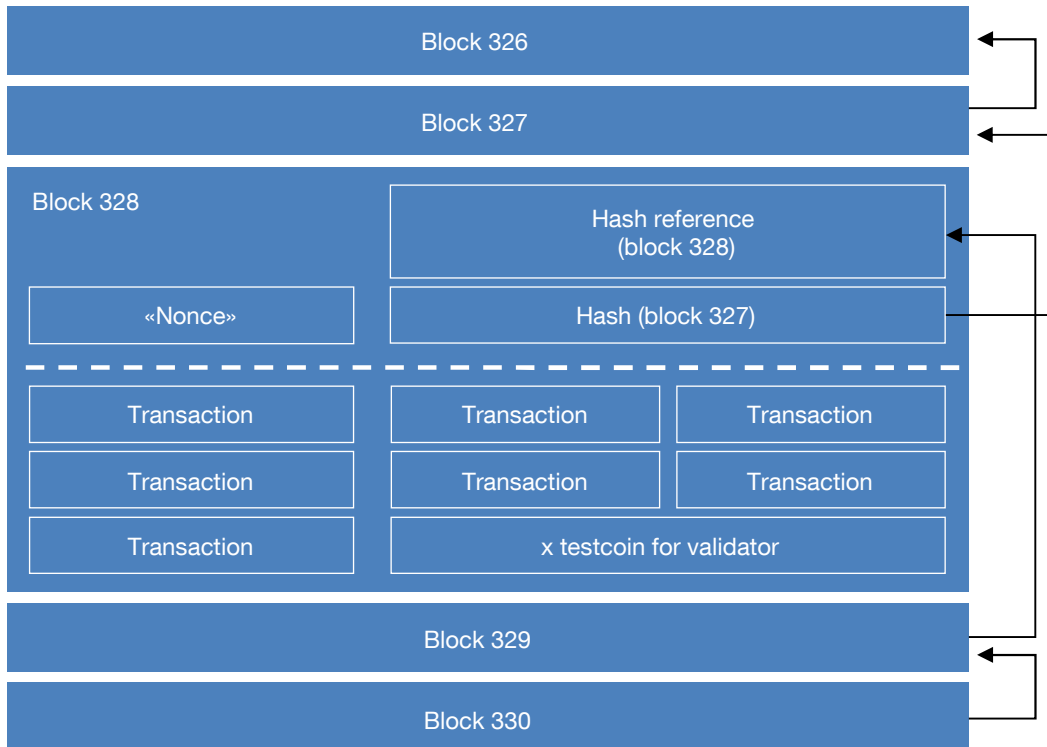 Block 326
Block 327
Block 328
Hash reference
(block 328)
«Nonce»
Hash (block 327)
Transaction
Transaction
Transaction
Transaction
Transaction
Transaction
Transaction
x testcoin for validator
Block 329
Block 330